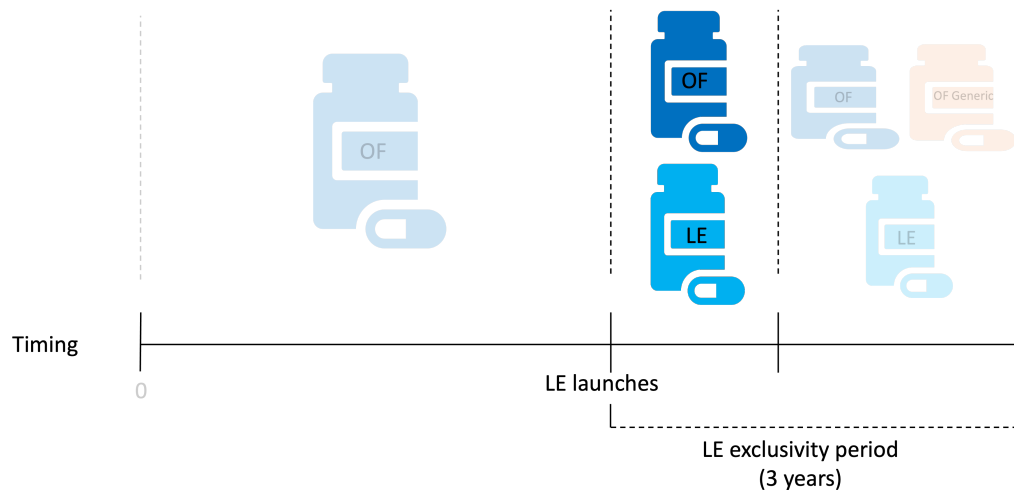 OF
OF
OF
OF Generic
LE
LE
Timing
0
LE launches
LE exclusivity period
(3 years)